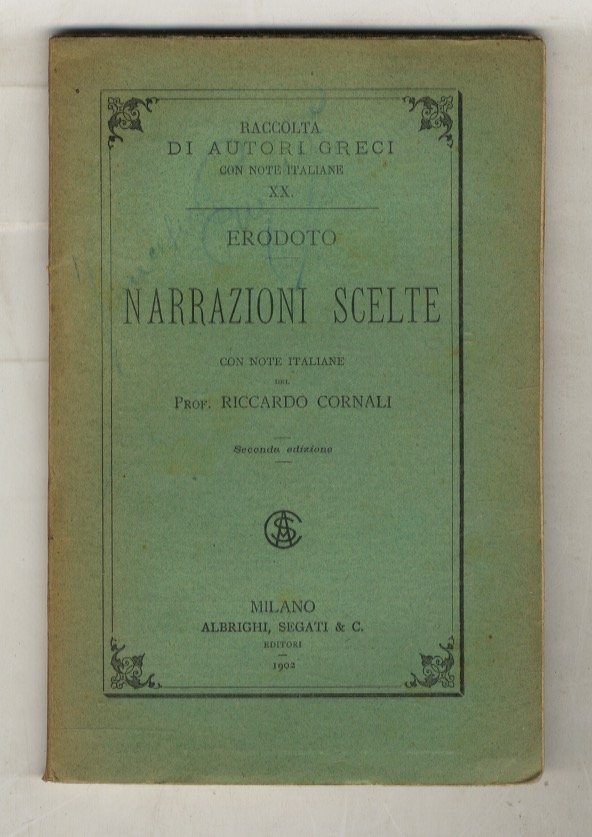 RACCOLTA
DI AUTORI GRECI
CON NOTE ITALIANE
XX.
ERODOTO
NARRAZIONI SCELTE
CON NOTE ITALIANE
DEL
PROF. RICCARDO CORNALI
Seconda edizione
MILANO
ALBRIGHI, SEGATI & C.
EDITORI
1902